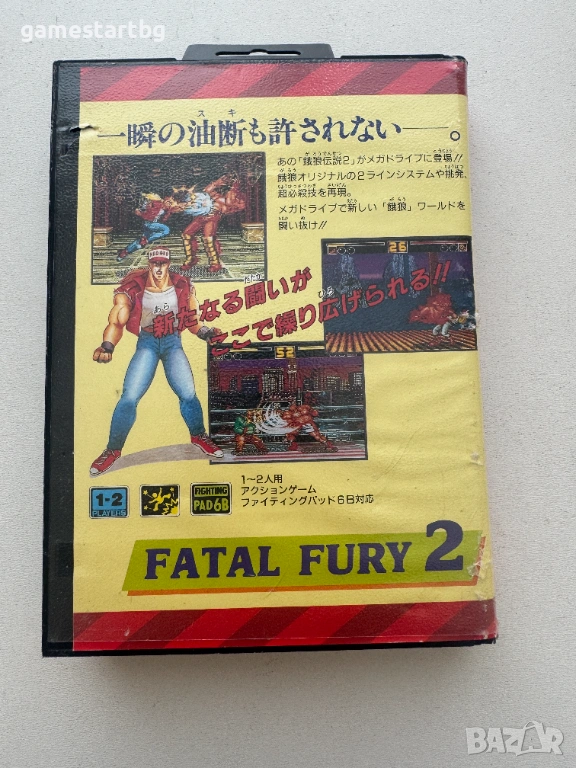 gamestartbg
一瞬の油断も許されない――。
スキ
あの「餓狼伝説2」がメガドライブに登場!!
餓狼オリジナルの2ラインシステムや挑発、
超必殺技を再現。
メガドライブで新しい「餓狼」ワールドを
闘い抜け!!
26
新たなる闘いが
ここで繰り広げられる!!
52
1-2
PLAYERS
FIGHTING
PAD6B
1~2人用
アクションゲーム
ファイティングパッド6B対応
FATAL FURY 2
BAZAR